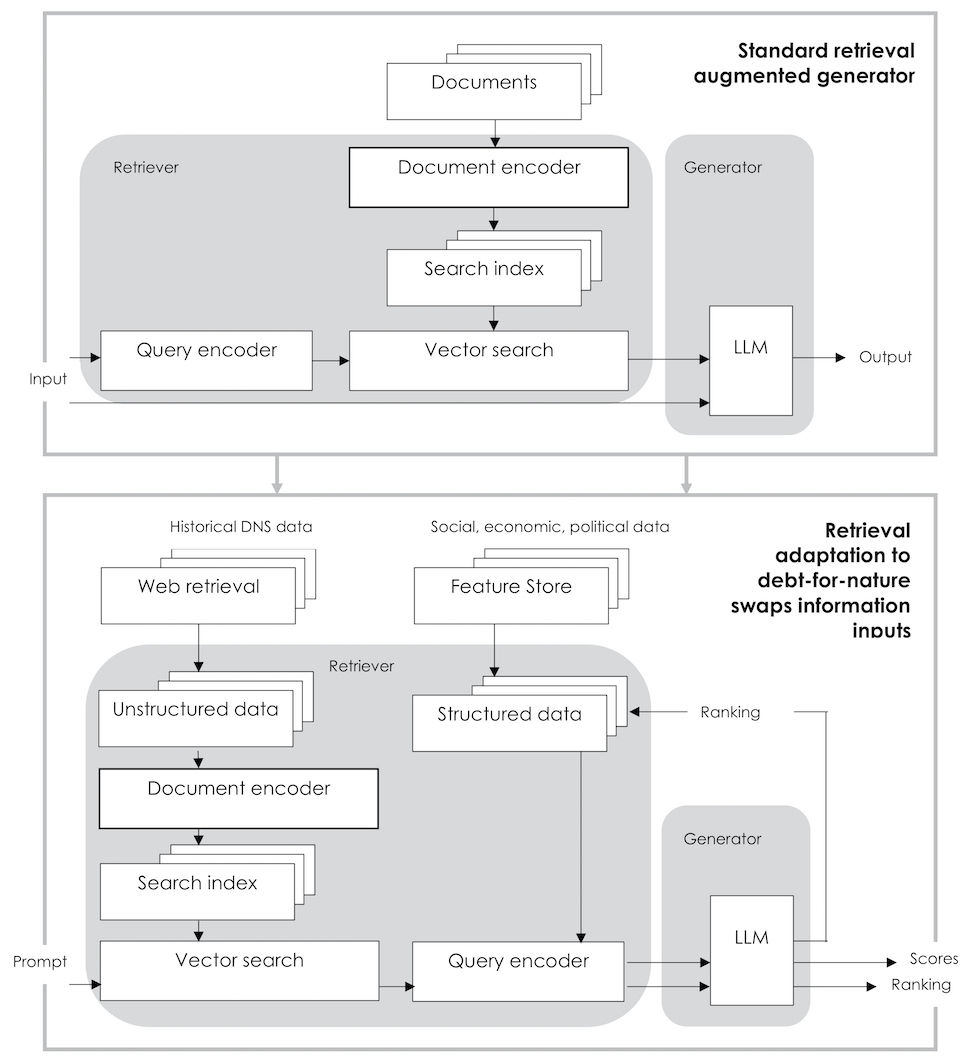 Standard retrieval
augmented generator
Documents
Retriever
Document encoder
Generator
Search index
Query encoder
Vector search
LLM
Input
Output
Historical DNS data
Social, economic, political data
Retrieval
adaptation to
debt-for-nature
swaps information
inputs
Web retrieval
Feature Store
Retriever
Unstructured data
Structured data
Ranking
Document encoder
Generator
Search index
LLM
Prompt
Vector search
Query encoder
Scores
Ranking